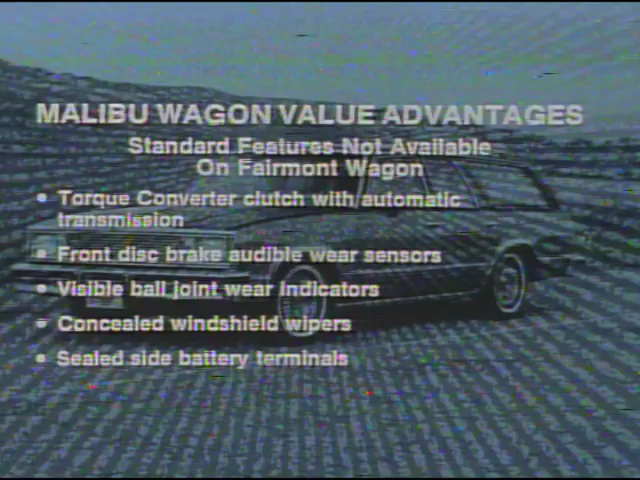 MALIBU WAGON VALUE ADVANTAGES
Standard Features Not Available
On Fairmont Wagon
• Torque Converter clutch with automatic
transmission
• Front disc brake audible wear sensors
• Visible ball joint wear indicators
• Concealed windshield wipers
• Sealed side battery terminals